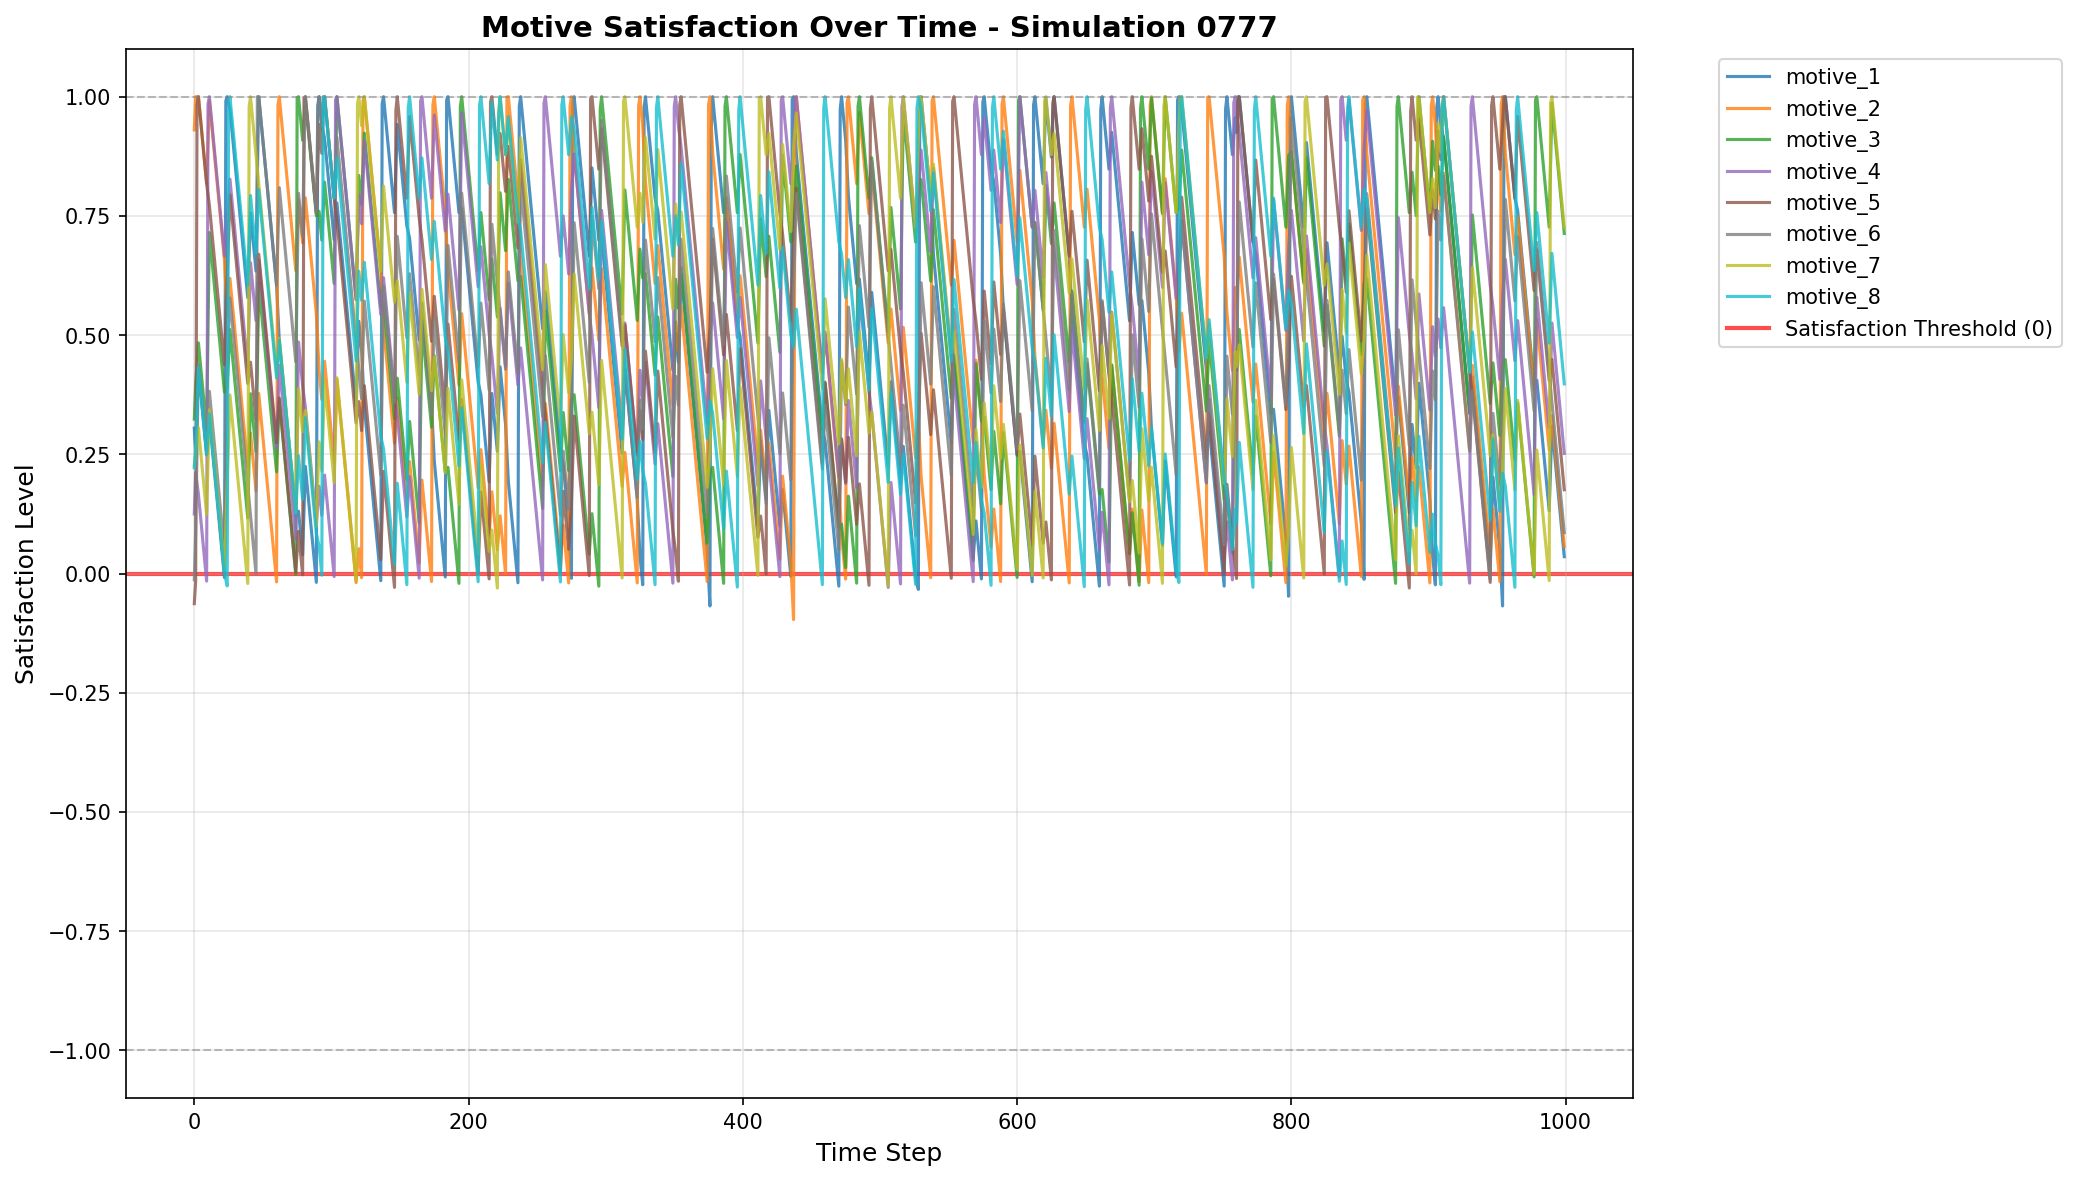 Motive Satisfaction Over Time - Simulation 0777
1.00
0.75
0.50
0.25
0.00
−0.25
−0.50
−0.75
−1.00
Satisfaction Level
0
200
400
600
800
1000
Time Step
motive_1
motive_2
motive_3
motive_4
motive_5
motive_6
motive_7
motive_8
Satisfaction Threshold (0)